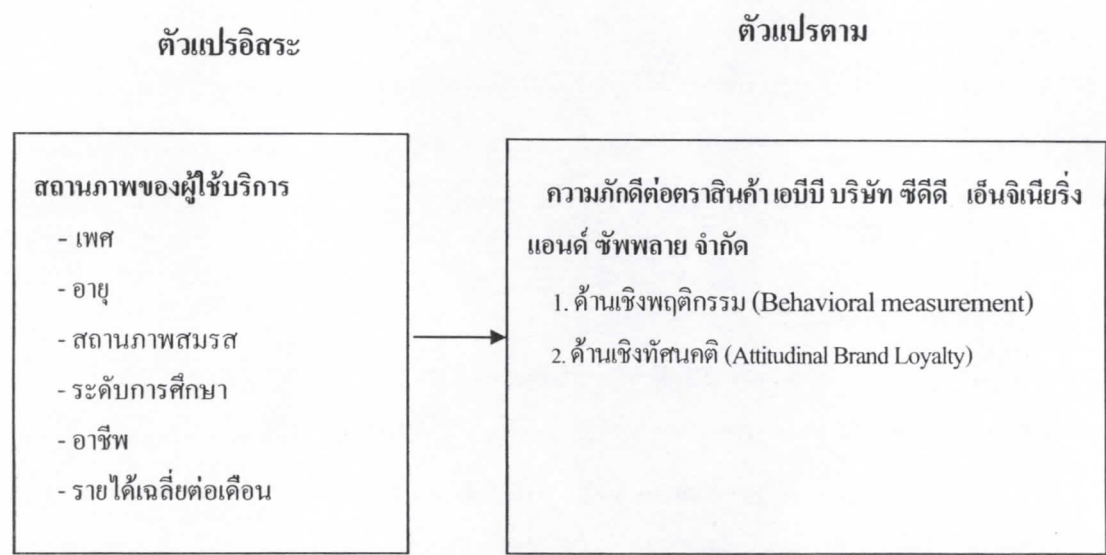 ตัวแปรอิสระ
ตัวแปรตาม
สถานภาพของผู้ใช้บริการ
- เพศ
- อายุ
- สถานภาพสมรส
- ระดับการศึกษา
- อาชีพ
- รายได้เฉลี่ยต่อเดือน
ความภักดีต่อตราสินค้า เอบีบี บริษัท ซีดีดี เอ็นจิเนียริ่ง
แอนด์ ซัพพลาย จำกัด
1. ด้านเชิงพฤติกรรม (Behavioral measurement)
2. ด้านเชิงทัศนคติ (Attitudinal Brand Loyalty)